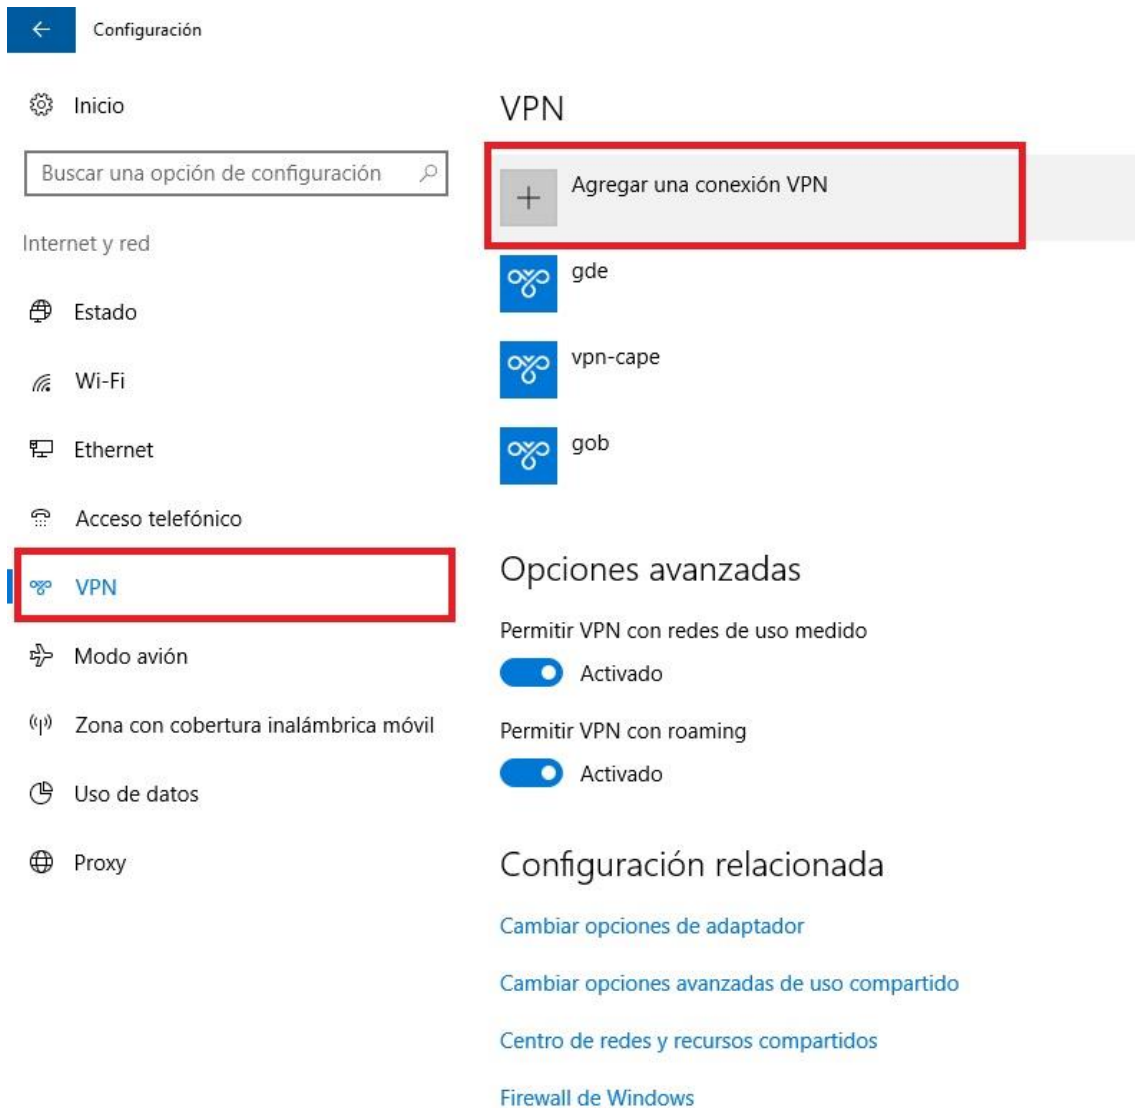 Configuración
Inicio
Buscar una opción de configuración
Internet y red
Estado
Wi-Fi
Ethernet
Acceso telefónico
VPN
Modo avión
Zona con cobertura inalámbrica móvil
Uso de datos
Proxy
VPN
Agregar una conexión VPN
gde
vpn-cape
gob
Opciones avanzadas
Permitir VPN con redes de uso medido
Activado
Permitir VPN con roaming
Activado
Configuración relacionada
Cambiar opciones de adaptador
Cambiar opciones avanzadas de uso compartido
Centro de redes y recursos compartidos
Firewall de Windows